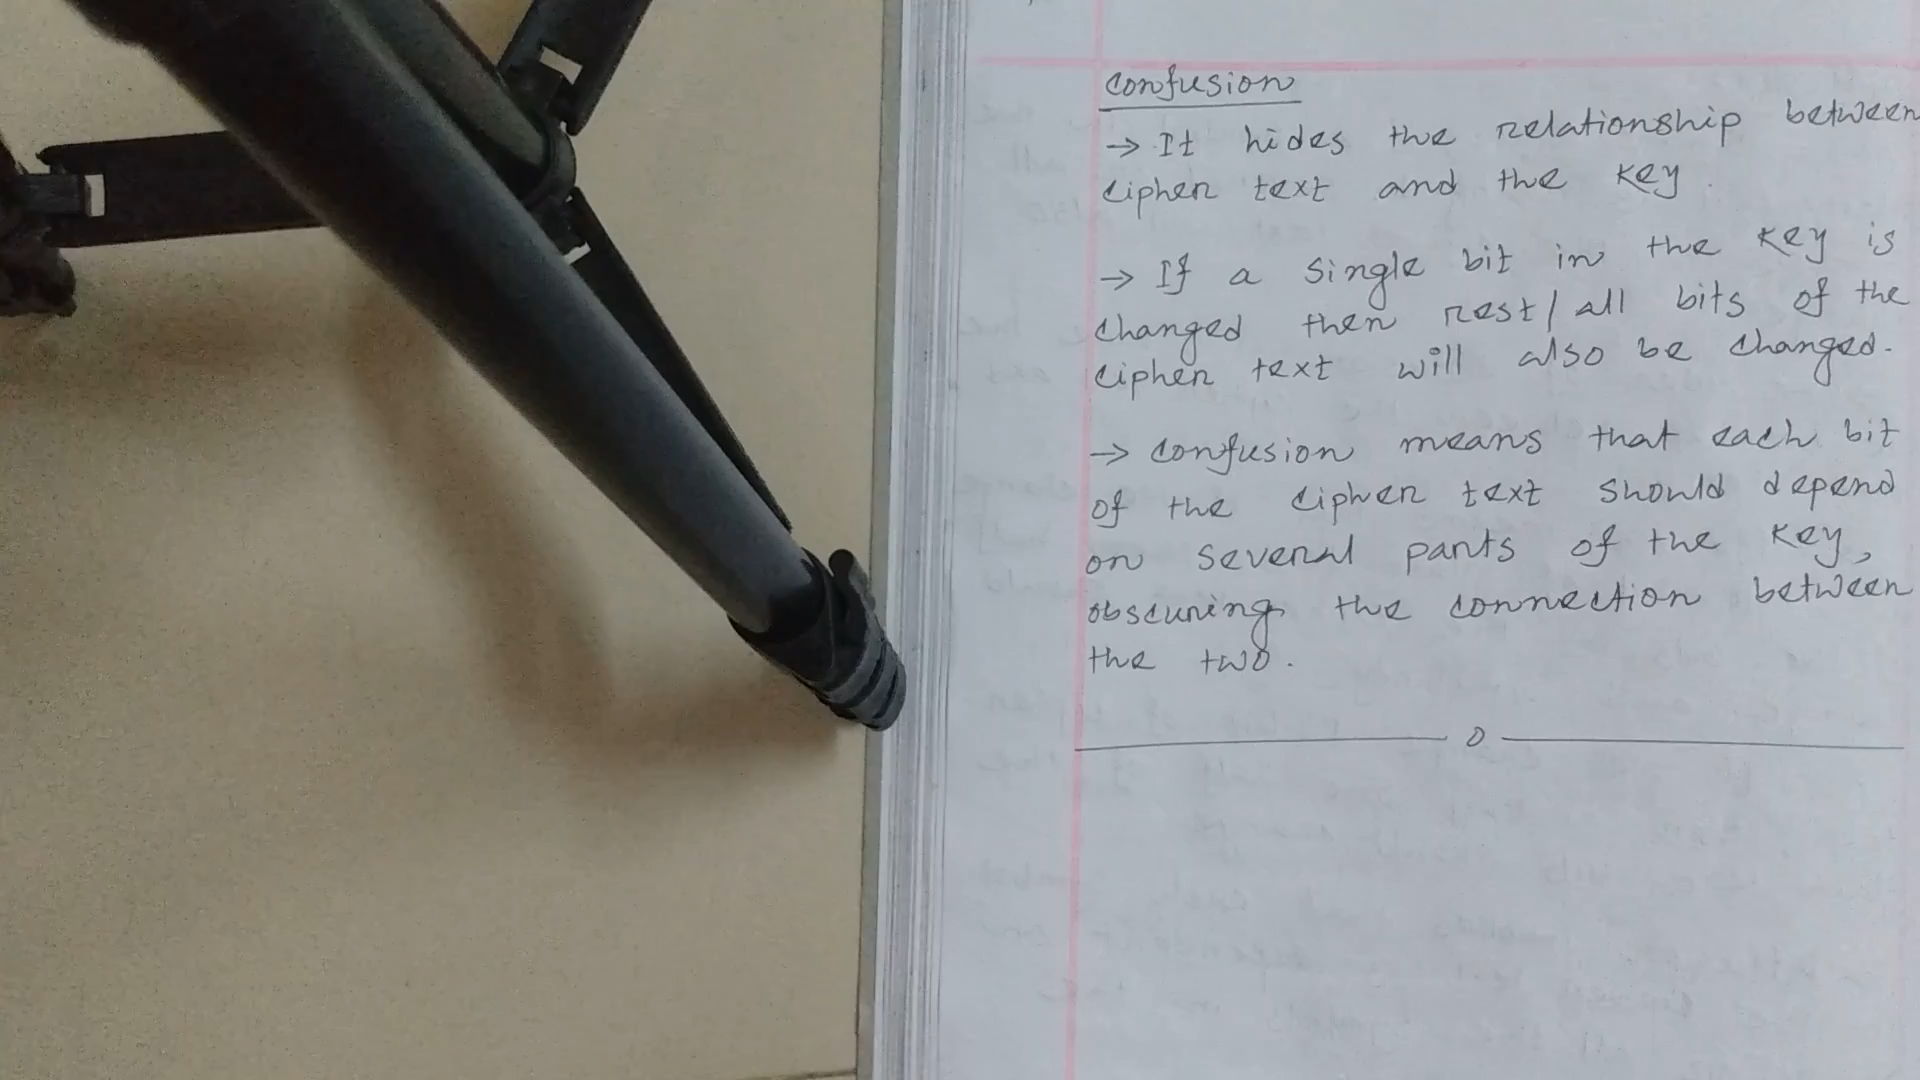 confusion
→ It hides the relationship between
cipher text and the key.
→ If a single bit in the key is
changed then rest/all bits of the
cipher text will also be changed.
→ confusion means that each bit
of the cipher text should depend
on several parts of the key,
obscuring the connection between
the two.